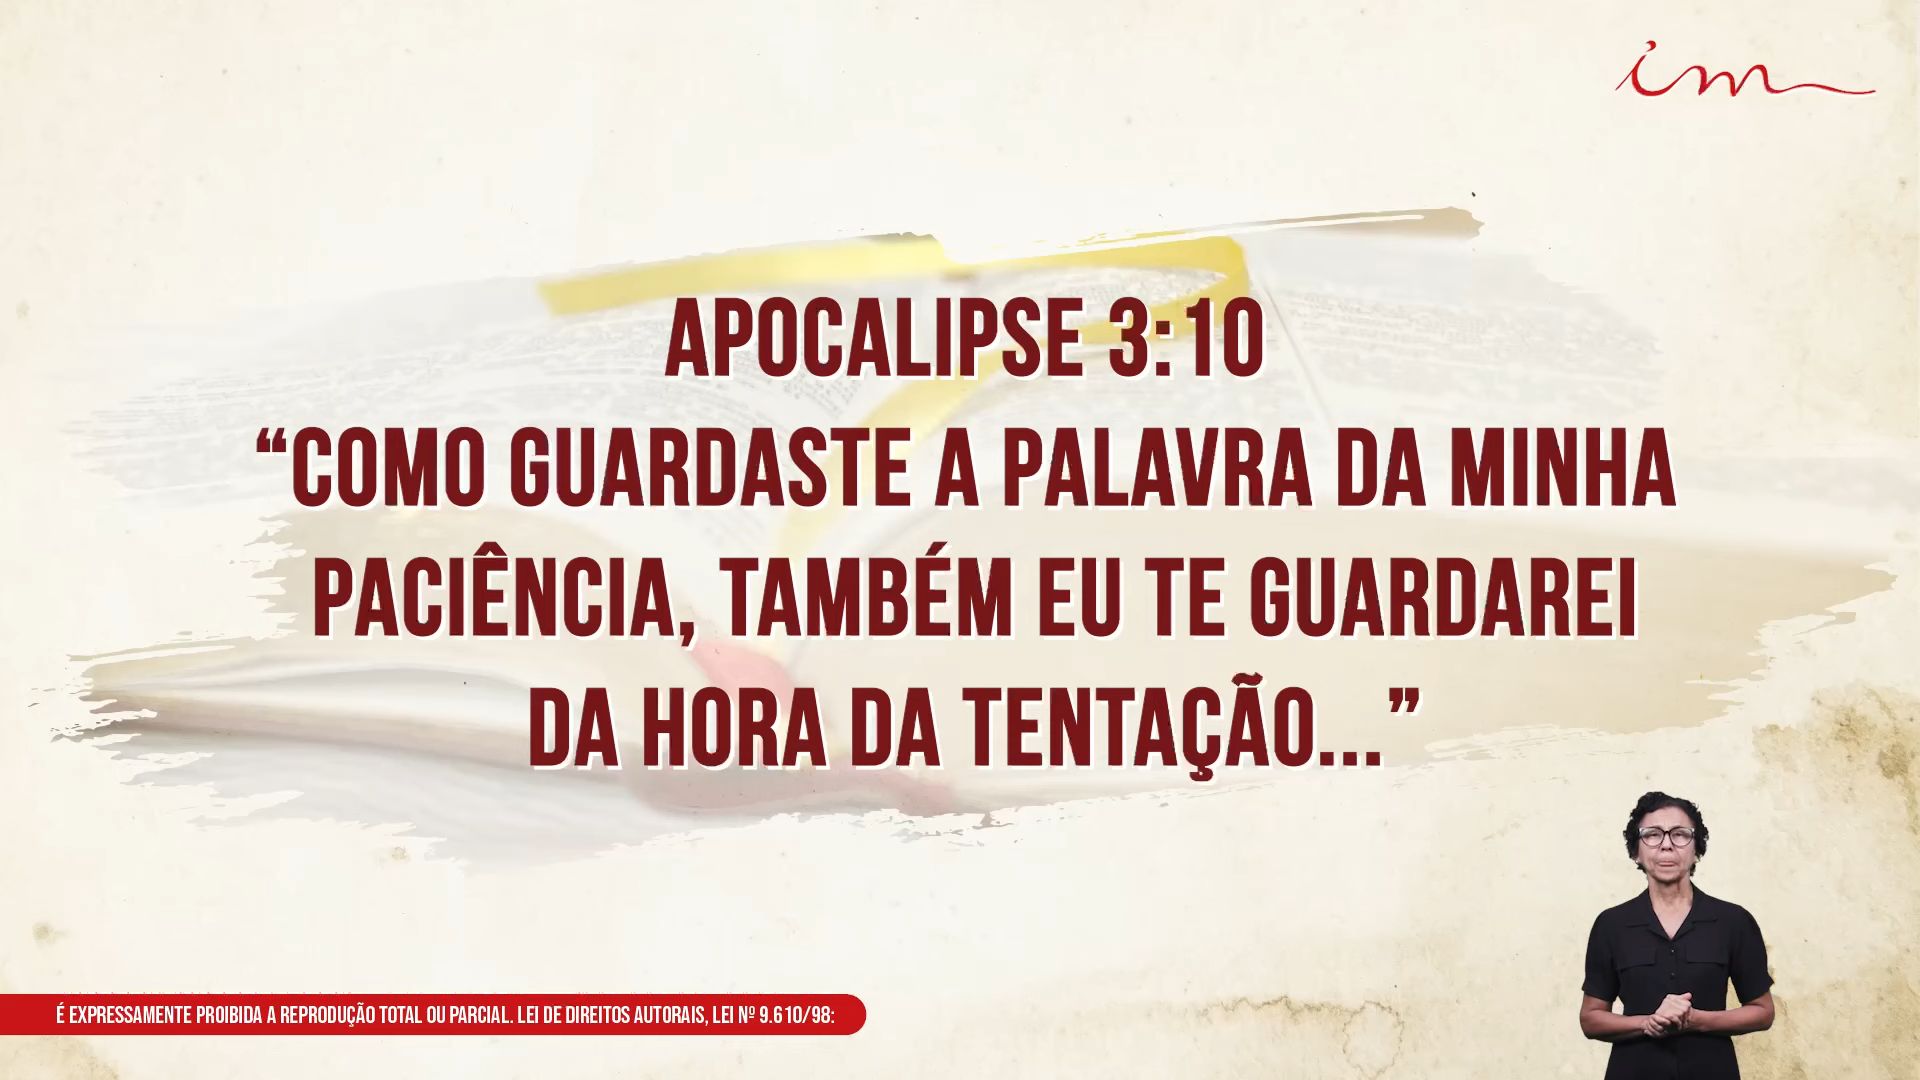 im
APOCALIPSE 3:10
“COMO GUARDASTE A PALAVRA DA MINHA
PACIÊNCIA, TAMBÉM EU TE GUARDAREI
DA HORA DA TENTAÇÃO...”
É EXPRESSAMENTE PROIBIDA A REPRODUÇÃO TOTAL OU PARCIAL. LEI DE DIREITOS AUTORAIS, LEI Nº 9.610/98: